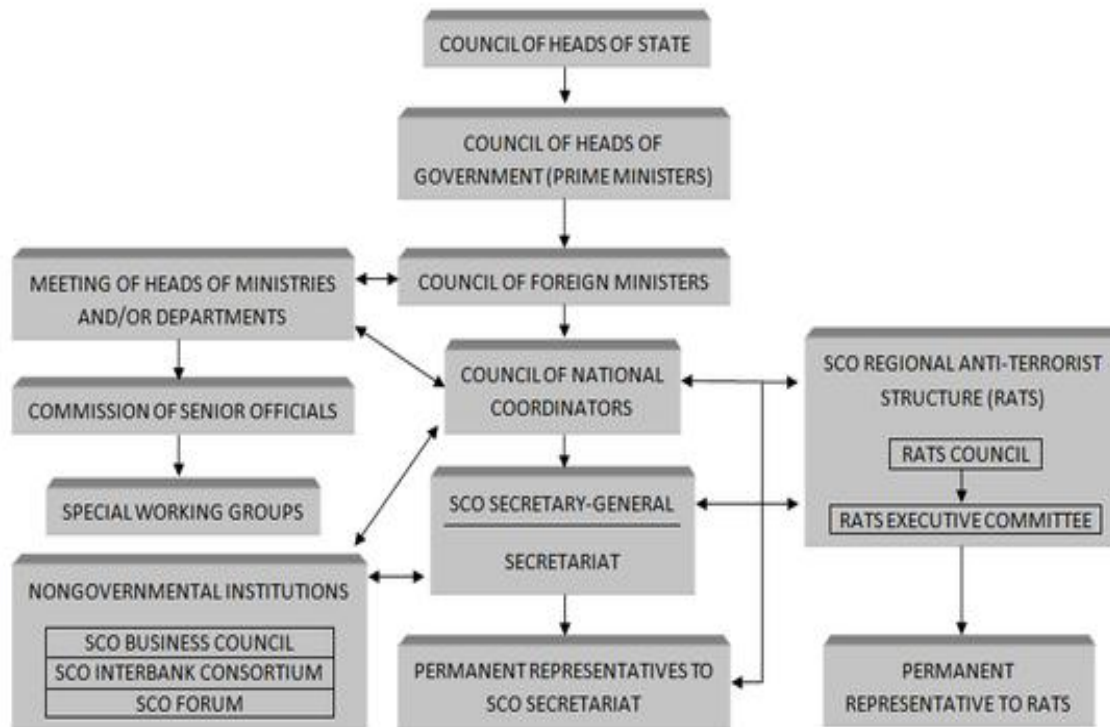 COUNCIL OF HEADS OF STATE
COUNCIL OF HEADS OF
GOVERNMENT (PRIME MINISTERS)
MEETING OF HEADS OF MINISTRIES
AND/OR DEPARTMENTS
COUNCIL OF FOREIGN MINISTERS
COMMISSION OF SENIOR OFFICIALS
COUNCIL OF NATIONAL
COORDINATORS
SCO REGIONAL ANTI-TERRORIST
STRUCTURE (RATS)
RATS COUNCIL
RATS EXECUTIVE COMMITTEE
SPECIAL WORKING GROUPS
SCO SECRETARY-GENERAL
SECRETARIAT
NONGOVERNMENTAL INSTITUTIONS
SCO BUSINESS COUNCIL
SCO INTERBANK CONSORTIUM
SCO FORUM
PERMANENT REPRESENTATIVES TO
SCO SECRETARIAT
PERMANENT
REPRESENTATIVE TO RATS